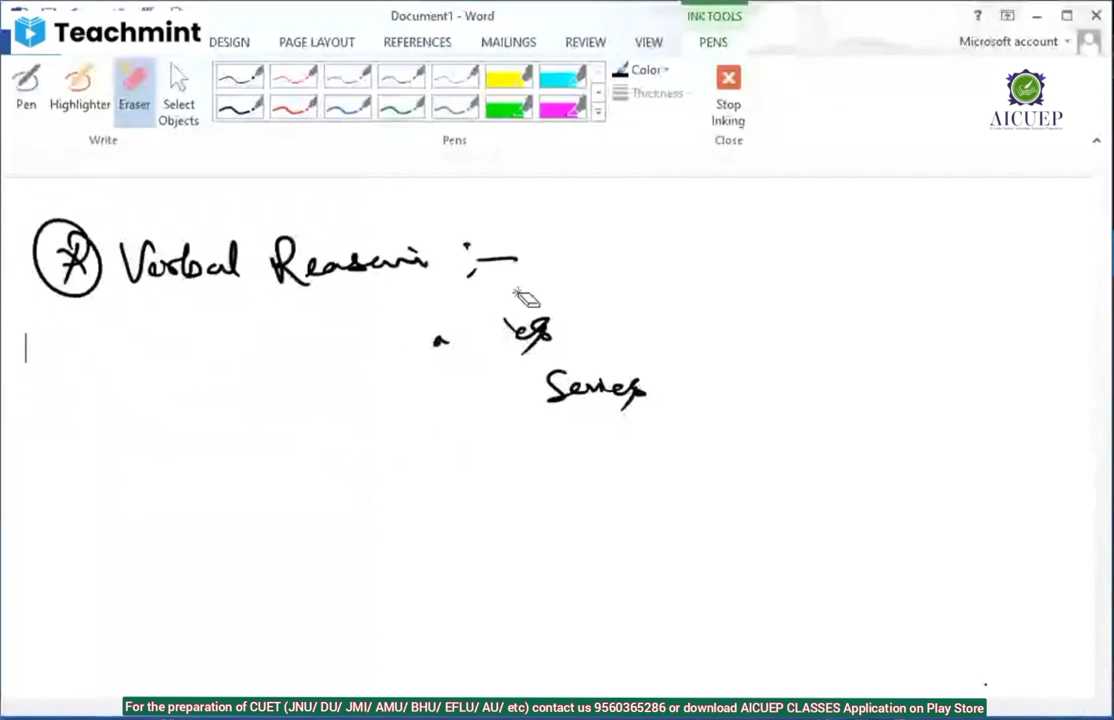 Document1 - Word
INK TOOLS
Teachmint
DESIGN PAGE LAYOUT REFERENCES MAILINGS REVIEW VIEW PENS
Microsoft account
Pen Highlighter Eraser Select Objects
Color
Thickness
Stop Inking
Write Pens Close
AICUEP
Verbal Reasoni :-
Series
For the preparation of CUET (JNU/ DU/ JMI/ AMU/ BHU/ EFLU/ AU/ etc) contact us 9560365286 or download AICUEP CLASSES Application on Play Store